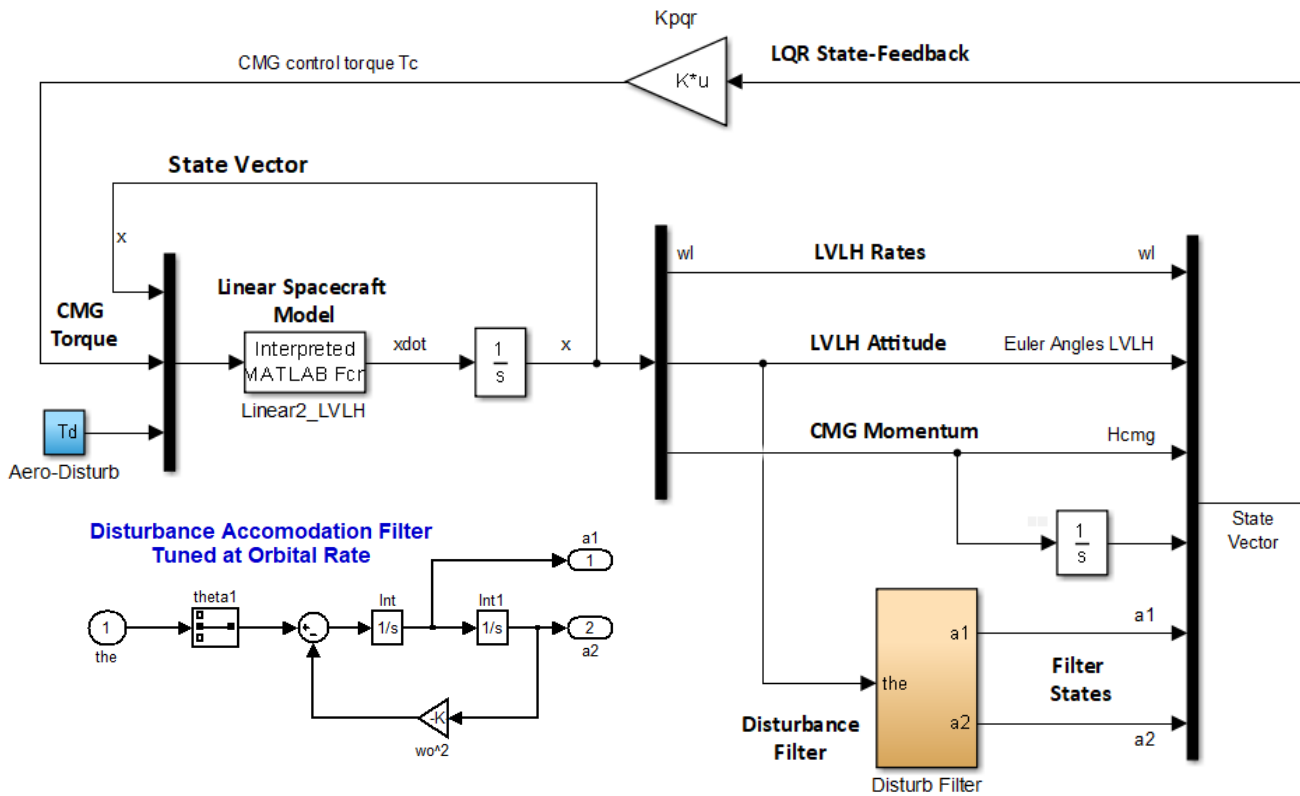 Kpqr
CMG control torque Tc
K*u
LQR State-Feedback
State Vector
x
CMG
Torque
Linear Spacecraft
Model
Interpreted
MATLAB Fcn
Linear2_LVLH
xdot
1
s
x
Td
Aero-Disturb
wl
LVLH Rates
wl
LVLH Attitude
Euler Angles LVLH
CMG Momentum
Hcmg
1
s
State
Vector
Disturbance Accomodation Filter
Tuned at Orbital Rate
a1
1
theta1
Int
Int1
1
the
+
-
1/s
1/s
2
a2
-K
wo^2
a1
the
a2
Disturb Filter
Disturbance
Filter
a1
Filter
States
a2